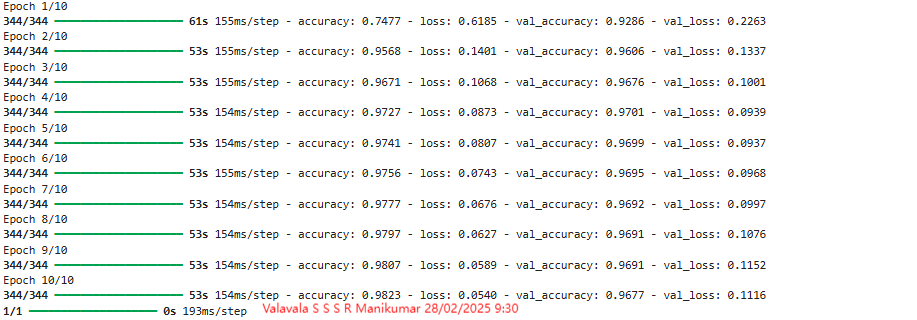 Epoch 1/10
344/344 ━━━━━━━━━━━━━━━━━━━━ 61s 155ms/step - accuracy: 0.7477 - loss: 0.6185 - val_accuracy: 0.9286 - val_loss: 0.2263
Epoch 2/10
344/344 ━━━━━━━━━━━━━━━━━━━━ 53s 155ms/step - accuracy: 0.9568 - loss: 0.1401 - val_accuracy: 0.9606 - val_loss: 0.1337
Epoch 3/10
344/344 ━━━━━━━━━━━━━━━━━━━━ 53s 155ms/step - accuracy: 0.9671 - loss: 0.1068 - val_accuracy: 0.9676 - val_loss: 0.1001
Epoch 4/10
344/344 ━━━━━━━━━━━━━━━━━━━━ 53s 154ms/step - accuracy: 0.9727 - loss: 0.0873 - val_accuracy: 0.9701 - val_loss: 0.0939
Epoch 5/10
344/344 ━━━━━━━━━━━━━━━━━━━━ 53s 154ms/step - accuracy: 0.9741 - loss: 0.0807 - val_accuracy: 0.9699 - val_loss: 0.0937
Epoch 6/10
344/344 ━━━━━━━━━━━━━━━━━━━━ 53s 155ms/step - accuracy: 0.9756 - loss: 0.0743 - val_accuracy: 0.9695 - val_loss: 0.0968
Epoch 7/10
344/344 ━━━━━━━━━━━━━━━━━━━━ 53s 154ms/step - accuracy: 0.9777 - loss: 0.0676 - val_accuracy: 0.9692 - val_loss: 0.0997
Epoch 8/10
344/344 ━━━━━━━━━━━━━━━━━━━━ 53s 154ms/step - accuracy: 0.9797 - loss: 0.0627 - val_accuracy: 0.9691 - val_loss: 0.1076
Epoch 9/10
344/344 ━━━━━━━━━━━━━━━━━━━━ 53s 154ms/step - accuracy: 0.9807 - loss: 0.0589 - val_accuracy: 0.9691 - val_loss: 0.1152
Epoch 10/10
344/344 ━━━━━━━━━━━━━━━━━━━━ 53s 154ms/step - accuracy: 0.9823 - loss: 0.0540 - val_accuracy: 0.9677 - val_loss: 0.1116
1/1 ━━━━━━━━━━━━━━━━━━━━ 0s 193ms/step Valavala S S S R Manikumar 28/02/2025 9:30